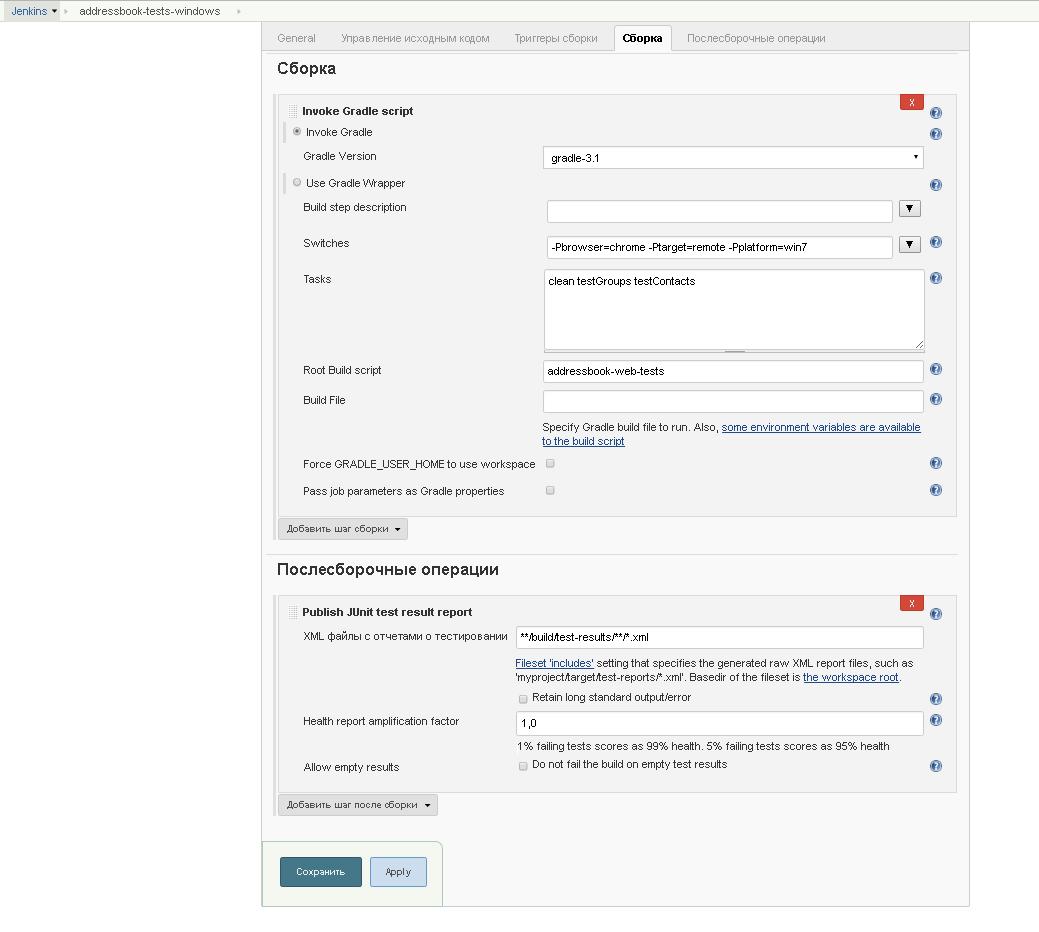 Jenkins addressbook-tests-windows
General Управление исходным кодом Триггеры сборки Сборка Послесборочные операции
Сборка
X
Invoke Gradle script
Invoke Gradle
Gradle Version gradle-3.1
Use Gradle Wrapper
Build step description
Switches -Pbrowser=chrome -Ptarget=remote -Pplatform=win7
Tasks clean testGroups testContacts
Root Build script addressbook-web-tests
Build File
Specify Gradle build file to run. Also, some environment variables are available
to the build script
Force GRADLE_USER_HOME to use workspace
Pass job parameters as Gradle properties
Добавить шаг сборки
Послесборочные операции
X
Publish JUnit test result report
XML файлы с отчетами о тестировании **/build/test-results/**/*.xml
Fileset 'includes' setting that specifies the generated raw XML report files, such as
'myproject/target/test-reports/*.xml'. Basedir of the fileset is the workspace root.
Retain long standard output/error
Health report amplification factor 1,0
1% failing tests scores as 99% health. 5% failing tests scores as 95% health
Allow empty results Do not fail the build on empty test results
Добавить шаг после сборки
Сохранить Apply